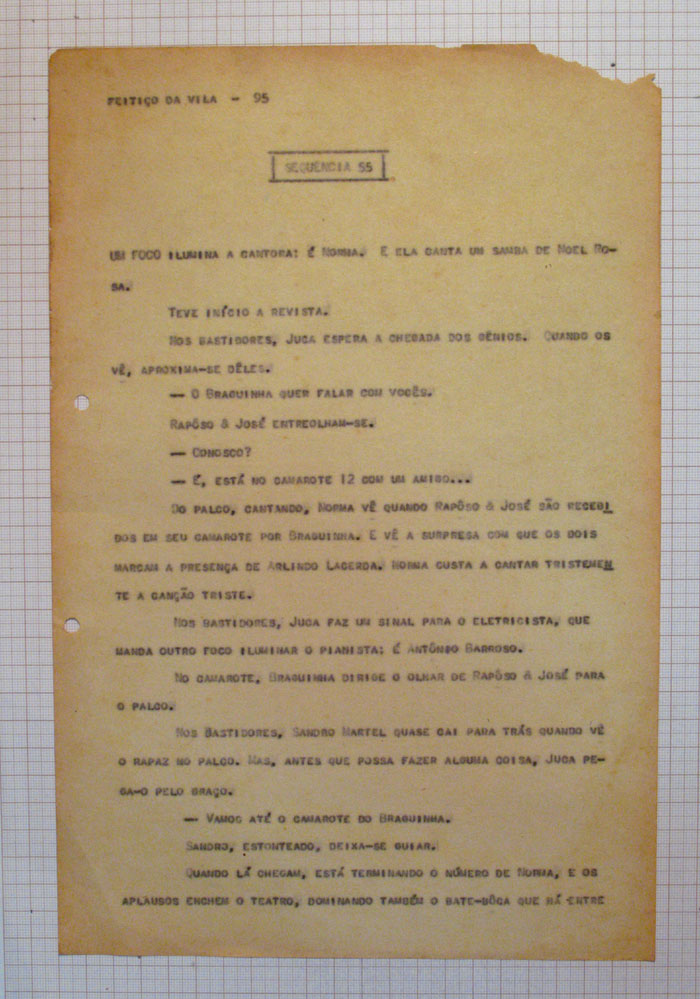 FEITIÇO DA VILA - 95
SEQUÊNCIA 55
UM FOCO ILUMINA A CANTORA: É NORMA. E ELA CANTA UM SAMBA DE NOEL RO-
SA.
TEVE INÍCIO A REVISTA.
NOS BASTIDORES, JUCA ESPERA A CHEGADA DOS GÊNIOS. QUANDO OS
VÊ, APROXIMA-SE DÊLES.
— O BRAGUINHA QUER FALAR COM VOCÊS.
RAPÔSO & JOSÉ ENTREOLHAM-SE.
— CONOSCO?
— É, ESTÁ NO CAMAROTE 12 COM UM AMIGO...
DO PALCO, CANTANDO, NORMA VÊ QUANDO RAPÔSO & JOSÉ SÃO RECEBI
DOS EM SEU CAMAROTE POR BRAGUINHA. E VÊ A SURPRESA COM QUE OS DOIS
MARCAM A PRESENÇA DE ARLINDO LACERDA. NORMA CUSTA A CANTAR TRISTEMEN
TE A CANÇÃO TRISTE.
NOS BASTIDORES, JUCA FAZ UM SINAL PARA O ELETRICISTA, QUE
MANDA OUTRO FOCO ILUMINAR O PIANISTA: É ANTÔNIO BARROSO.
NO CAMAROTE, BRAGUINHA DIRIGE O OLHAR DE RAPÔSO & JOSÉ PARA
O PALCO.
NOS BASTIDORES, SANDRO MARTEL QUASE CAI PARA TRÁS QUANDO VÊ
O RAPAZ NO PALCO. MAS, ANTES QUE POSSA FAZER ALGUMA COISA, JUCA PE-
GA-O PELO BRAÇO.
— VAMOS ATÉ O CAMAROTE DO BRAGUINHA.
SANDRO, ESTONTEADO, DEIXA-SE GUIAR.
QUANDO LÁ CHEGAM, ESTÁ TERMINANDO O NÚMERO DE NORMA, E OS
APLAUSOS ENCHEM O TEATRO, DOMINANDO TAMBÉM O BATE-BÔCA QUE HÁ ENTRE